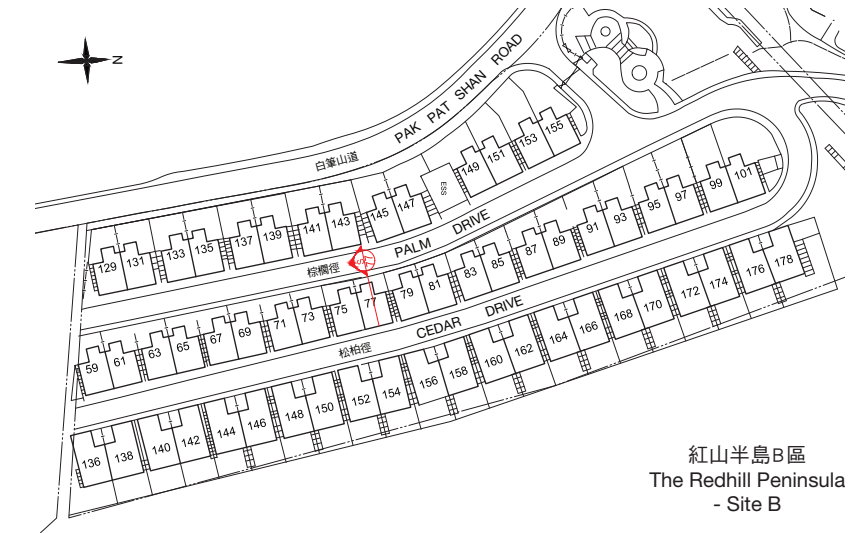 N
PAK PAT SHAN ROAD
白筆山道
149 151 153 155
ESS
129 131 133 135 137 139 141 143 145 147
PALM DRIVE
棕櫚徑
59 61 63 65 67 69 71 73 75 77 79 81 83 85 87 89 91 93 95 97 99 101
CEDAR DRIVE
松柏徑
136 138 140 142 144 146 148 150 152 154 156 158 160 162 164 166 168 170 172 174 176 178
紅山半島B區
The Redhill Peninsula
- Site B